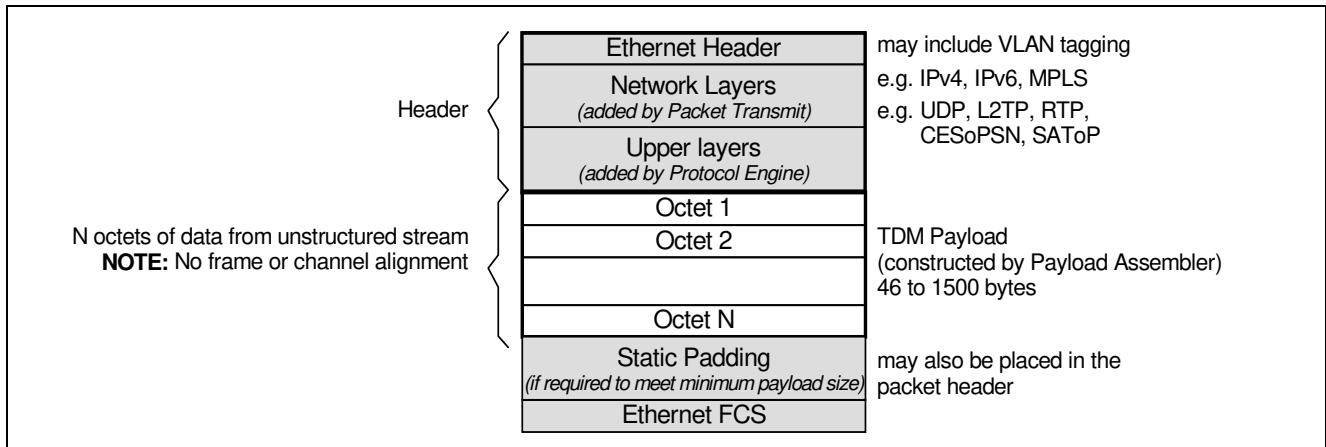 Ethernet Header
may include VLAN tagging
Network Layers
(added by Packet Transmit)
e.g. IPv4, IPv6, MPLS
Header
e.g. UDP, L2TP, RTP,
CESoPSN, SAToP
Upper layers
(added by Protocol Engine)
Octet 1
N octets of data from unstructured stream
NOTE: No frame or channel alignment
Octet 2
TDM Payload
(constructed by Payload Assembler)
46 to 1500 bytes
Octet N
Static Padding
(if required to meet minimum payload size)
may also be placed in the
packet header
Ethernet FCS